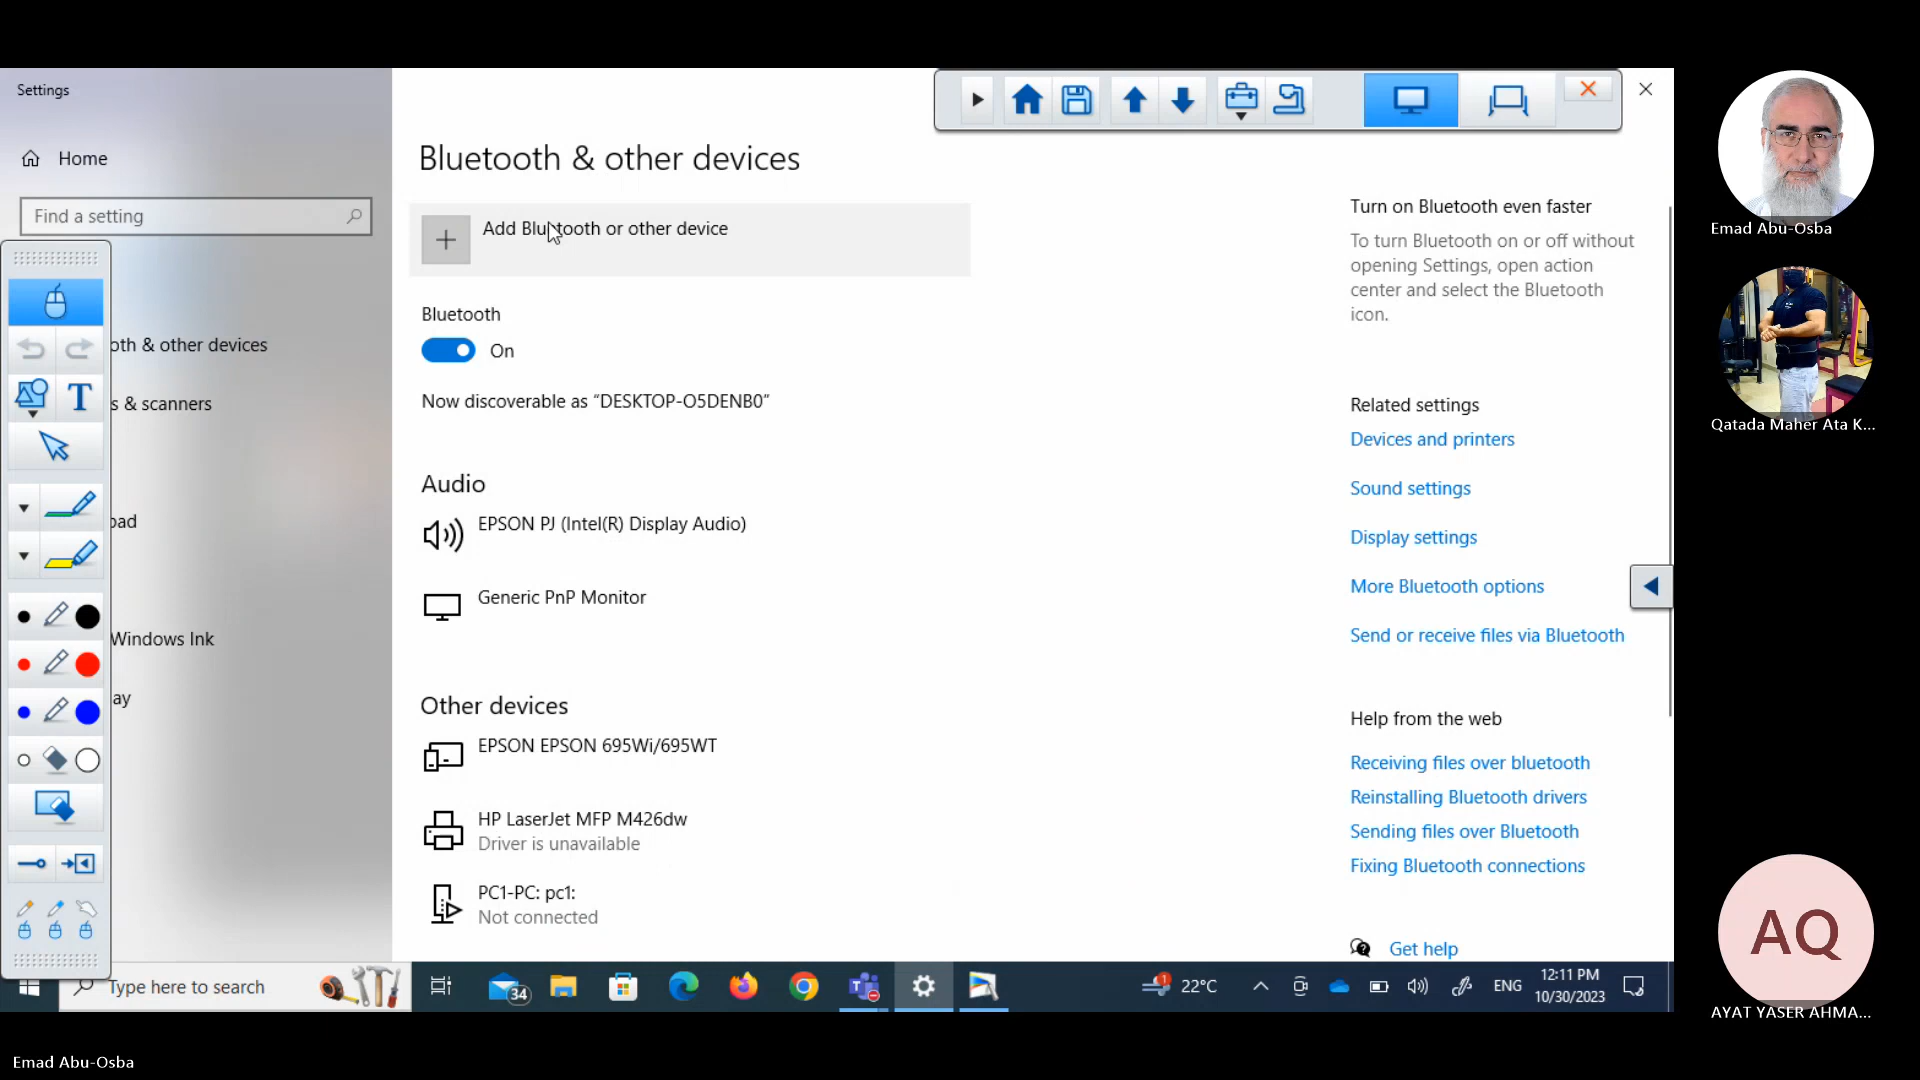 Settings
Home
Find a setting
oth & other devices
s & scanners
oad
Windows Ink
ay
T
Bluetooth & other devices
Add Bluetooth or other device
Bluetooth
On
Now discoverable as “DESKTOP-O5DENB0”
Audio
EPSON PJ (Intel(R) Display Audio)
Generic PnP Monitor
Other devices
EPSON EPSON 695Wi/695WT
HP LaserJet MFP M426dw
Driver is unavailable
PC1-PC: pc1:
Not connected
Turn on Bluetooth even faster
To turn Bluetooth on or off without
opening Settings, open action
center and select the Bluetooth
icon.
Related settings
Devices and printers
Sound settings
Display settings
More Bluetooth options
Send or receive files via Bluetooth
Help from the web
Receiving files over bluetooth
Reinstalling Bluetooth drivers
Sending files over Bluetooth
Fixing Bluetooth connections
Get help
Type here to search
34
1
22°C
ENG
12:11 PM
10/30/2023
Emad Abu-Osba
Qatada Maher Ata K...
AQ
AYAT YASER AHMA...
Emad Abu-Osba